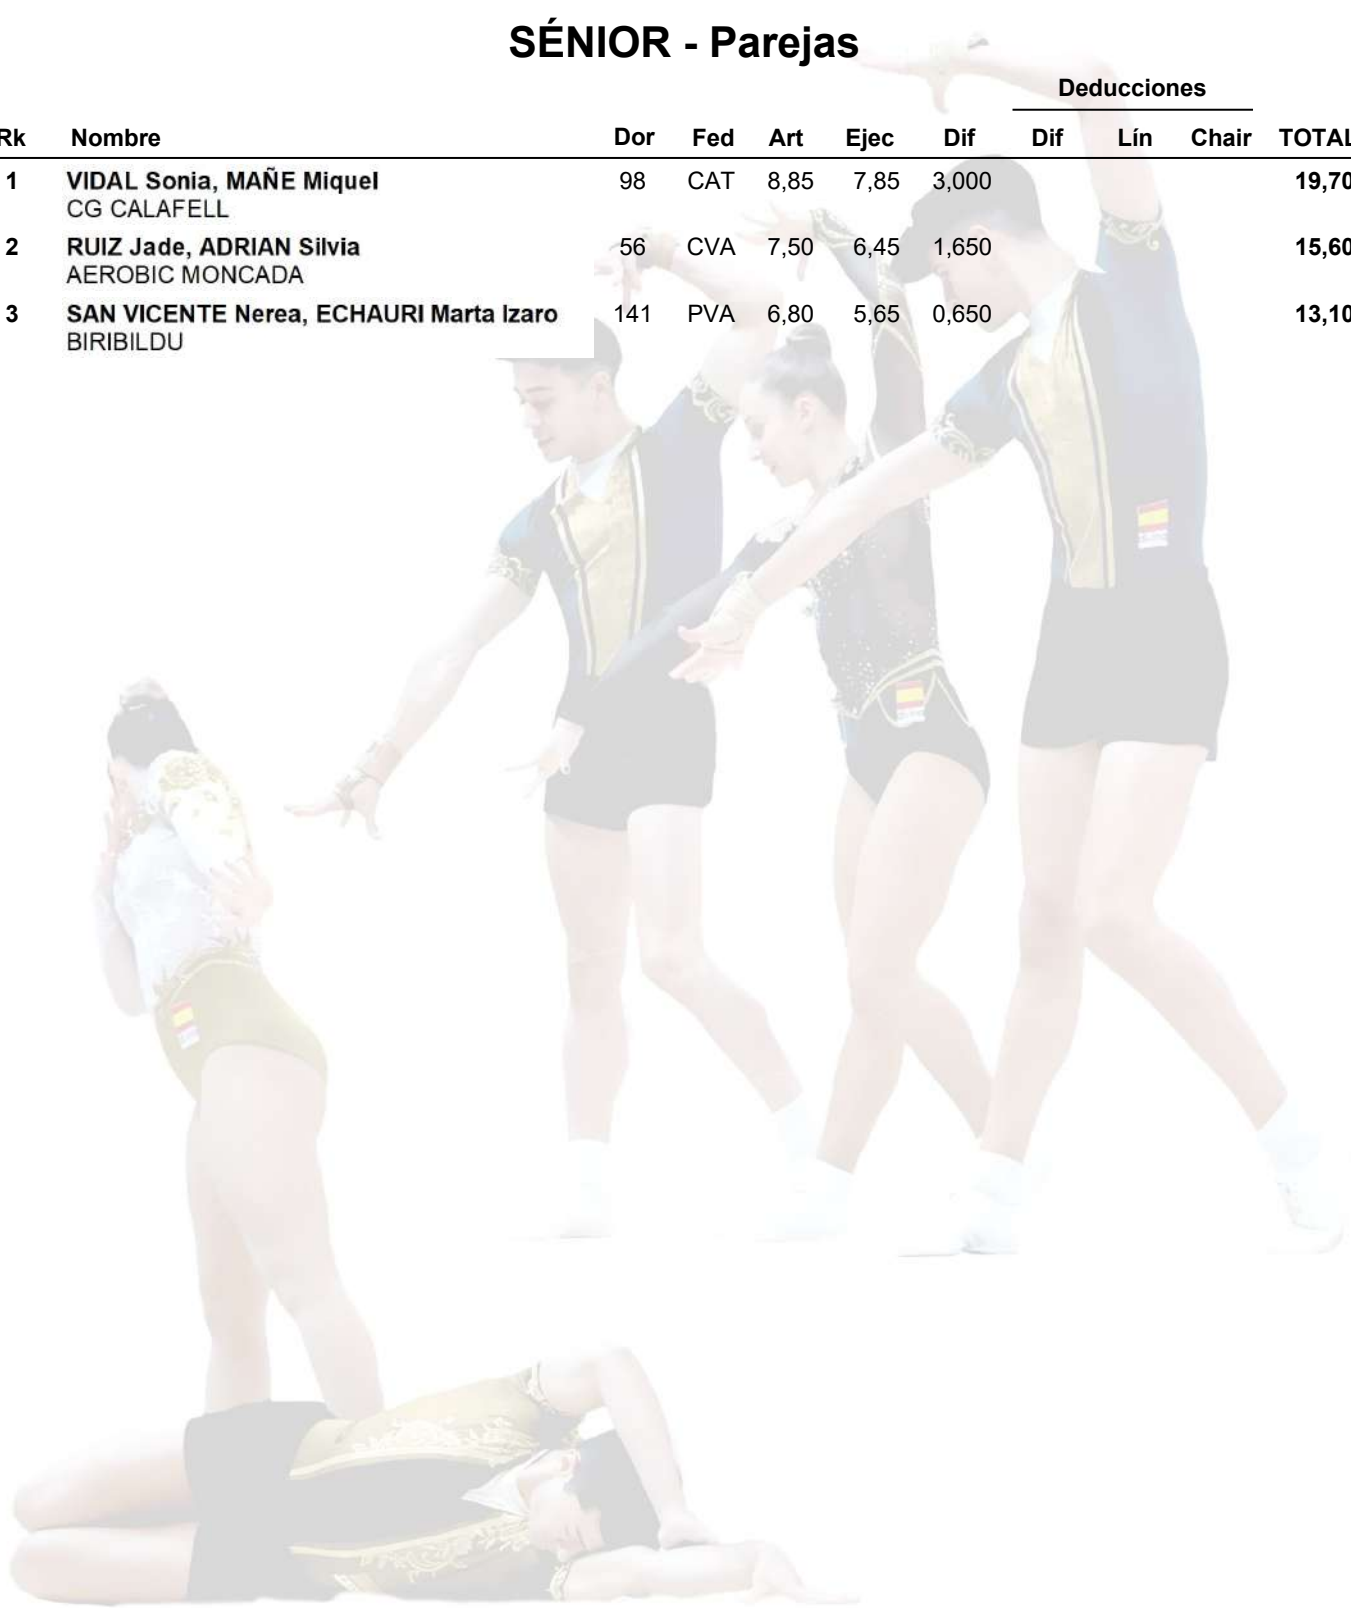 SÉNIOR - Parejas
Deducciones
Rk Nombre Dor Fed Art Ejec Dif Dif Lín Chair TOTAL
1 VIDAL Sonia, MAÑE Miquel 98 CAT 8,85 7,85 3,000 19,70
CG CALAFELL
2 RUIZ Jade, ADRIAN Silvia 56 CVA 7,50 6,45 1,650 15,60
AEROBIC MONCADA
3 SAN VICENTE Nerea, ECHAURI Marta Izaro 141 PVA 6,80 5,65 0,650 13,10
BIRIBILDU